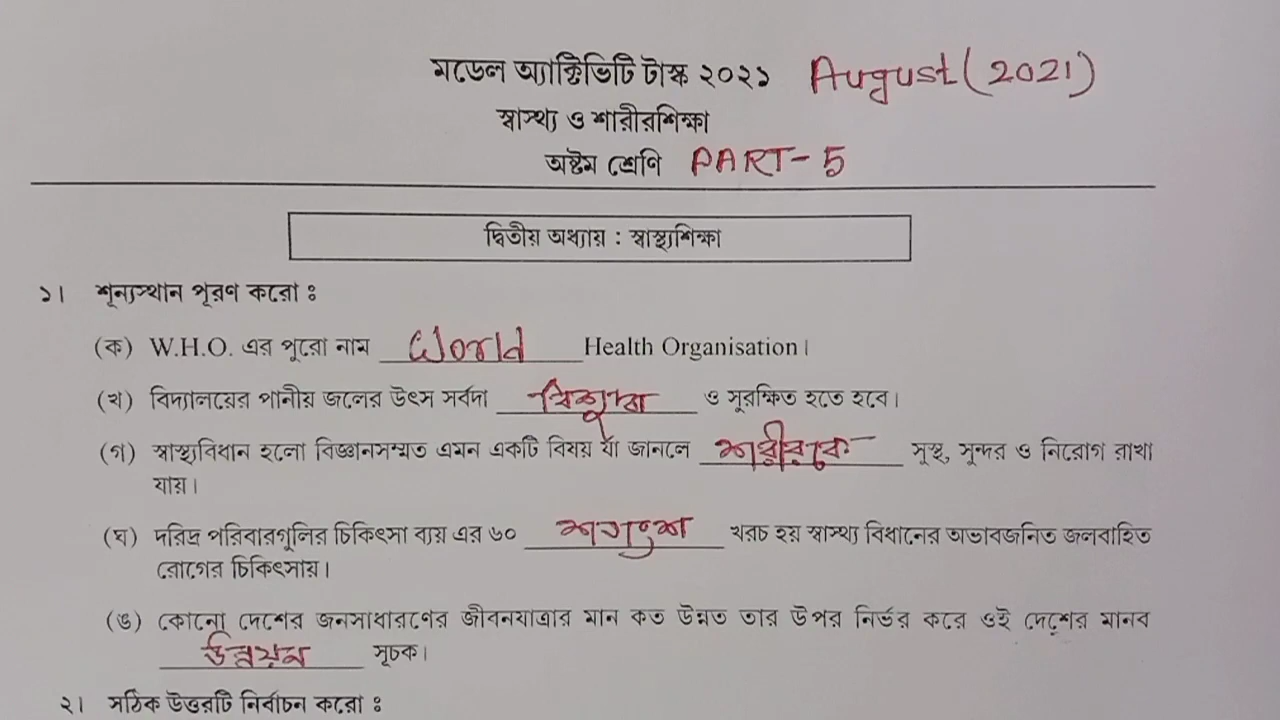 মডেল অ্যাক্টিভিটি টাস্ক ২০২১ August (2021)
স্বাস্থ্য ও শারীরশিক্ষা
অষ্টম শ্রেণি PART-5
দ্বিতীয় অধ্যায় : স্বাস্থ্যশিক্ষা
১। শূন্যস্থান পূরণ করো :
(ক) W.H.O. এর পুরো নাম World Health Organisation।
(খ) বিদ্যালয়ের পানীয় জলের উৎস সর্বদা বিশুদ্ধ ও সুরক্ষিত হতে হবে।
(গ) স্বাস্থ্যবিধান হলো বিজ্ঞানসম্মত এমন একটি বিষয় যা জানলে শরীরকে সুস্থ, সুন্দর ও নিরোগ রাখা
যায়।
(ঘ) দরিদ্র পরিবারগুলির চিকিৎসা ব্যয় এর ৬০ শতাংশ খরচ হয় স্বাস্থ্য বিধানের অভাবজনিত জলবাহিত
রোগের চিকিৎসায়।
(ঙ) কোনো দেশের জনসাধারণের জীবনযাত্রার মান কত উন্নত তার উপর নির্ভর করে ওই দেশের মানব
উন্নয়ন সূচক।
২। সঠিক উত্তরটি নির্বাচন করো :